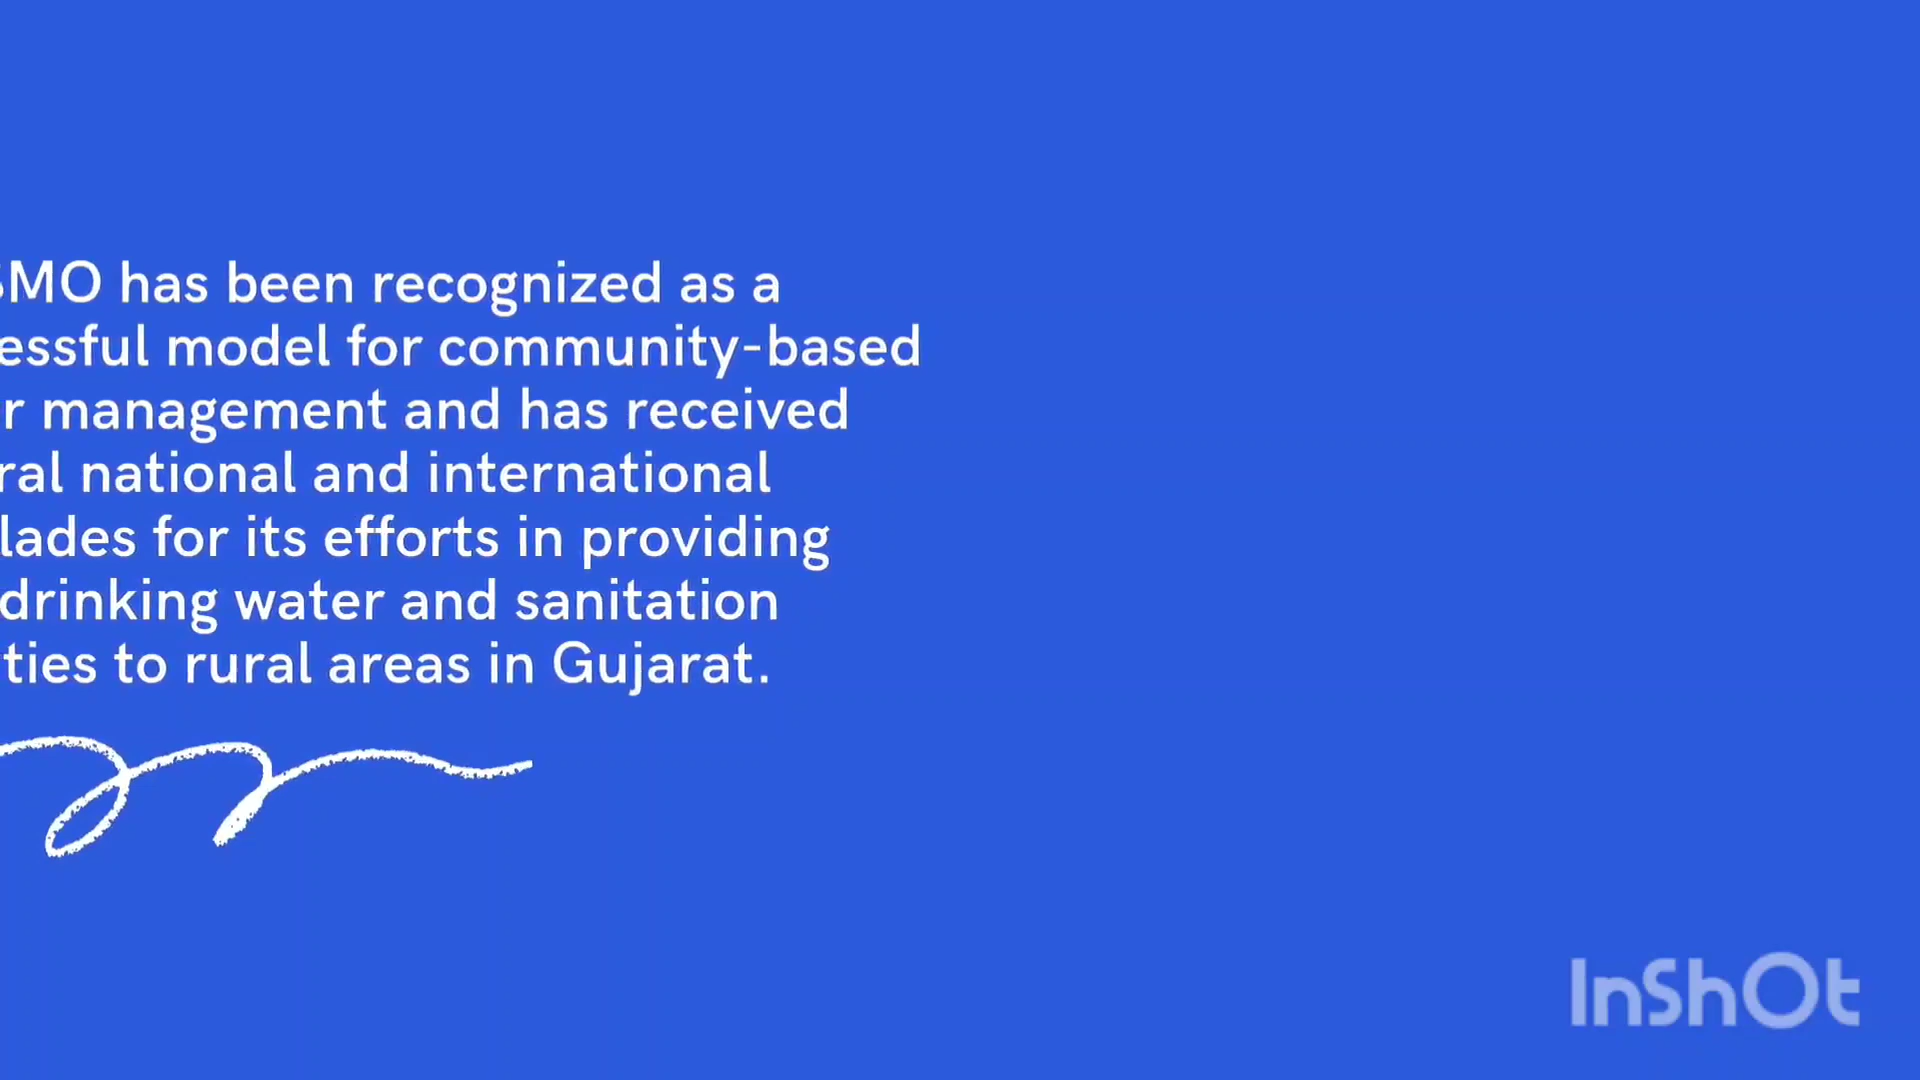 SMO has been recognized as a
essful model for community-based
r management and has received
ral national and international
lades for its efforts in providing
drinking water and sanitation
ties to rural areas in Gujarat.
InShOt